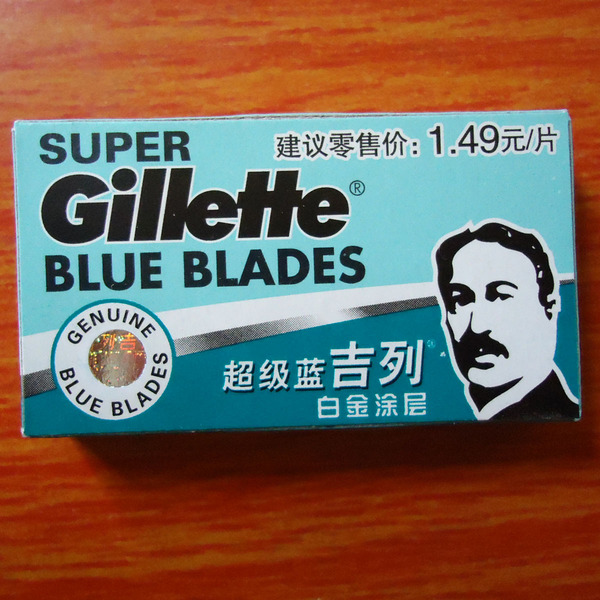 SUPER
建议零售价: 1.49元/片
Gillette®
BLUE BLADES
GENUINE
BLUE BLADES
超级蓝吉列®
白金涂层